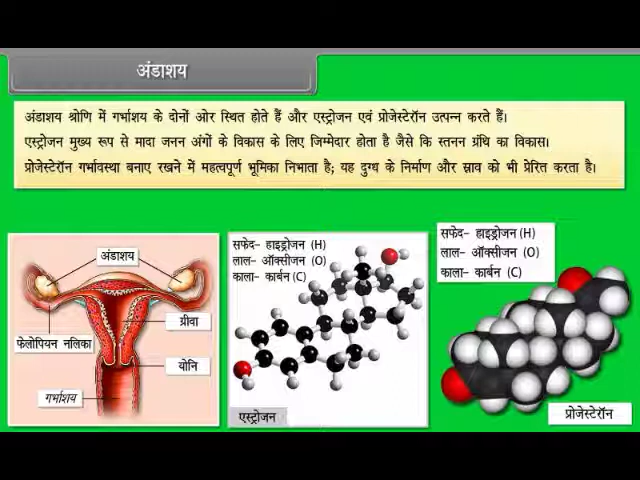 अंडाशय
अंडाशय श्रोणि में गर्भाशय के दोनों ओर स्थित होते हैं और एस्ट्रोजन एवं प्रोजेस्टेरॉन उत्पन्न करते हैं।
एस्ट्रोजन मुख्य रूप से मादा जनन अंगों के विकास के लिए जिम्मेदार होता है जैसे कि स्तनन ग्रंथि का विकास।
प्रोजेस्टेरॉन गर्भावस्था बनाए रखने में महत्वपूर्ण भूमिका निभाता है; यह दुग्ध के निर्माण और स्राव को भी प्रेरित करता है।
अंडाशय
ग्रीवा
फेलोपियन नलिका
योनि
गर्भाशय
सफेद- हाइड्रोजन (H)
लाल- ऑक्सीजन (O)
काला- कार्बन (C)
एस्ट्रोजन
सफेद- हाइड्रोजन (H)
लाल- ऑक्सीजन (O)
काला- कार्बन (C)
प्रोजेस्टेरॉन